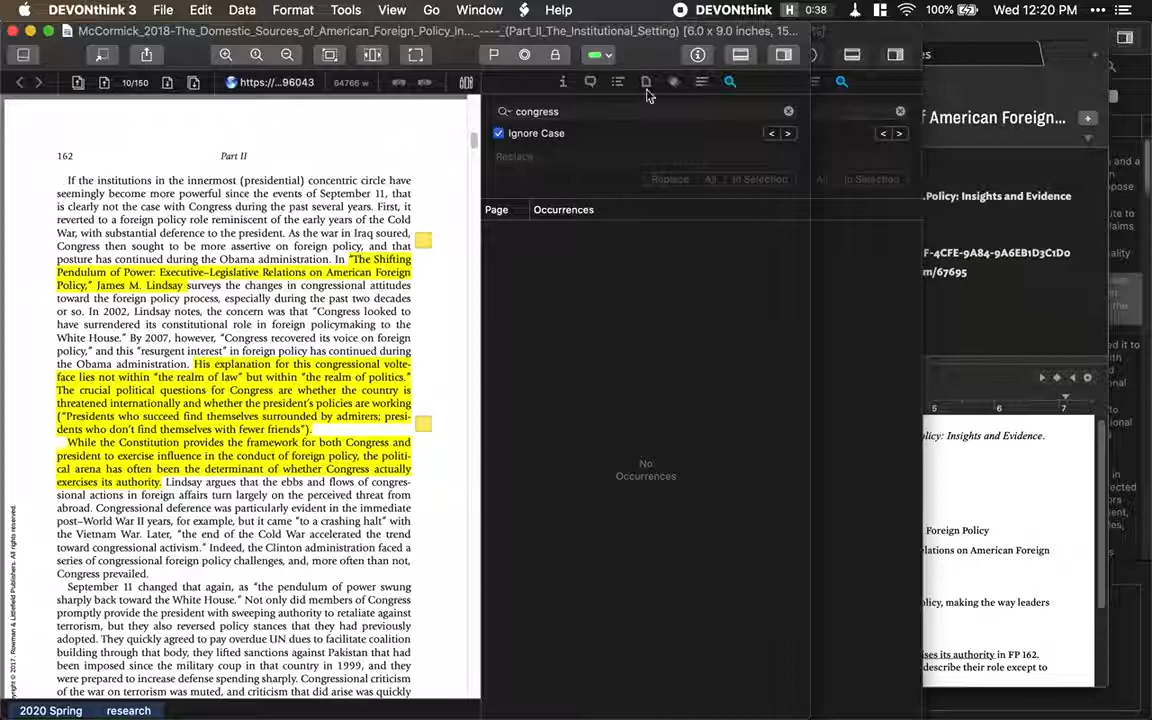 DEVONthink 3 File Edit Data Format Tools View Go Window Help DEVONthink H 0:38 100% Wed 12:20 PM
McCormick_2018-The_Domestic_Sources_of_American_Foreign_Policy_In..._----_(Part_II_The_Institutional_Setting) [6.0 x 9.0 inches, 15...
10/150 https://...96043 64766 w
congress
Ignore Case
Replace
Replace All In Selection
All In Selection
Page Occurrences
No
Occurrences
162 Part II
If the institutions in the innermost (presidential) concentric circle have
seemingly become more powerful since the events of September 11, that
is clearly not the case with Congress during the past several years. First, it
reverted to a foreign policy role reminiscent of the early years of the Cold
War, with substantial deference to the president. As the war in Iraq soured,
Congress then sought to be more assertive on foreign policy, and that
posture has continued during the Obama administration. In "The Shifting
Pendulum of Power: Executive–Legislative Relations on American Foreign
Policy," James M. Lindsay surveys the changes in congressional attitudes
toward the foreign policy process, especially during the past two decades
or so. In 2002, Lindsay notes, the concern was that "Congress looked to
have surrendered its constitutional role in foreign policymaking to the
White House." By 2007, however, "Congress recovered its voice on foreign
policy," and this "resurgent interest" in foreign policy has continued during
the Obama administration. His explanation for this congressional volte-
face lies not within "the realm of law" but within "the realm of politics."
The crucial political questions for Congress are whether the country is
threatened internationally and whether the president's policies are working
("Presidents who succeed find themselves surrounded by admirers; presi-
dents who don't find themselves with fewer friends").
While the Constitution provides the framework for both Congress and
president to exercise influence in the conduct of foreign policy, the politi-
cal arena has often been the determinant of whether Congress actually
exercises its authority. Lindsay argues that the ebbs and flows of congres-
sional actions in foreign affairs turn largely on the perceived threat from
abroad. Congressional deference was particularly evident in the immediate
post–World War II years, for example, but it came "to a crashing halt" with
the Vietnam War. Later, "the end of the Cold War accelerated the trend
toward congressional activism." Indeed, the Clinton administration faced a
series of congressional foreign policy challenges, and, more often than not,
Congress prevailed.
September 11 changed that again, as "the pendulum of power swung
sharply back toward the White House." Not only did members of Congress
promptly provide the president with sweeping authority to retaliate against
terrorism, but they also reversed policy stances that they had previously
adopted. They quickly agreed to pay overdue UN dues to facilitate coalition
building through that body, they lifted sanctions against Pakistan that had
been imposed since the military coup in that country in 1999, and they
were prepared to increase defense spending sharply. Congressional criticism
of the war on terrorism was muted, and criticism that did arise was quickly
yright © 2017. Rowman & Littlefield Publishers. All rights reserved.
2020 Spring research
es
of American Foreign...
.Policy: Insights and Evidence
F-4CFE-9A84-9A6EB1D3C1D0
m/67695
5 6 7
olicy: Insights and Evidence.
Foreign Policy
elations on American Foreign
olicy, making the way leaders
ises its authority in FP 162.
describe their role except to